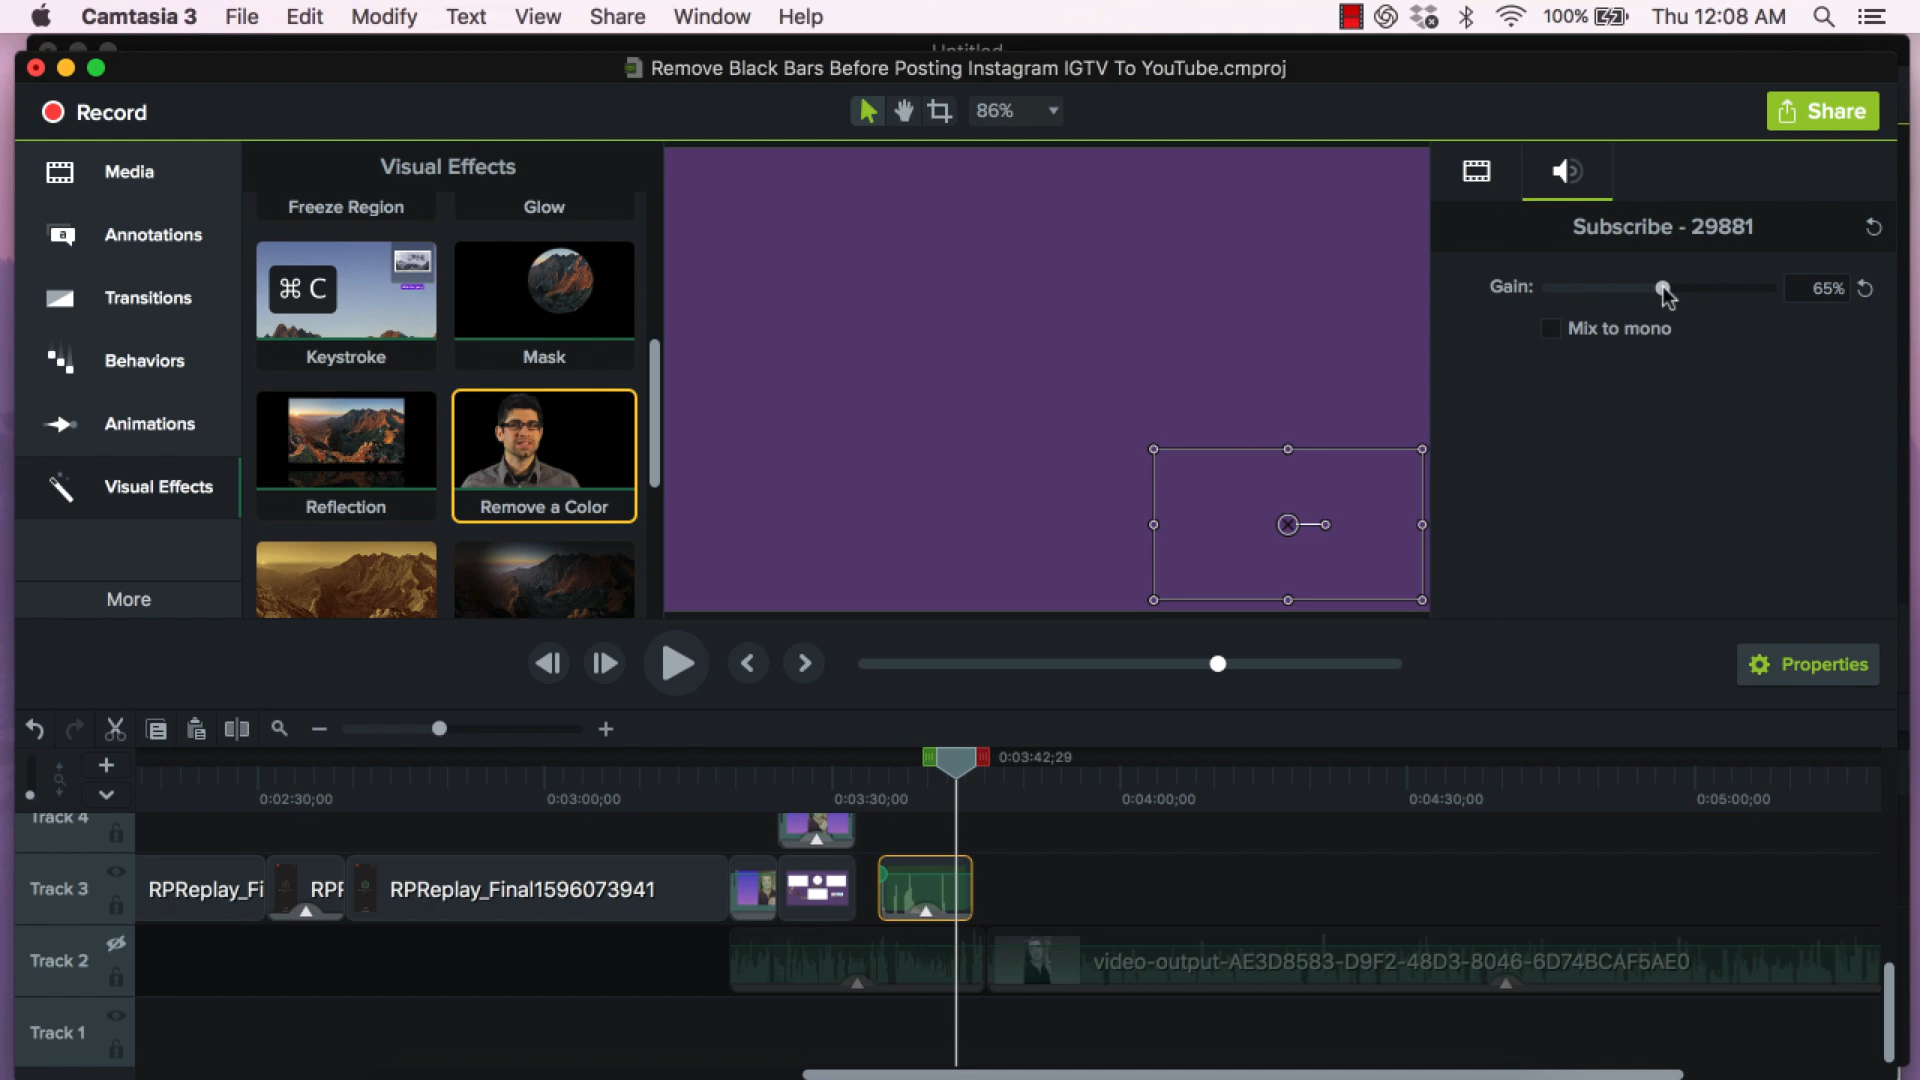 Camtasia 3 File Edit Modify Text View Share Window Help 100% Thu 12:08 AM
Untitled
Remove Black Bars Before Posting Instagram IGTV To YouTube.cmproj
Record 86% Share
Media
Annotations
Transitions
Behaviors
Animations
Visual Effects
More
Visual Effects
Freeze Region Glow
⌘ C
Keystroke Mask
Reflection Remove a Color
Subscribe - 29881
Gain: 65%
Mix to mono
Properties
0:03:42;29
0:02:30;00 0:03:00;00 0:03:30;00 0:04:00;00 0:04:30;00 0:05:00;00
Track 4
Track 3 RPReplay_Fi RPF RPReplay_Final1596073941
Track 2 video-output-AE3D8583-D9F2-48D3-8046-6D74BCAF5AE0
Track 1